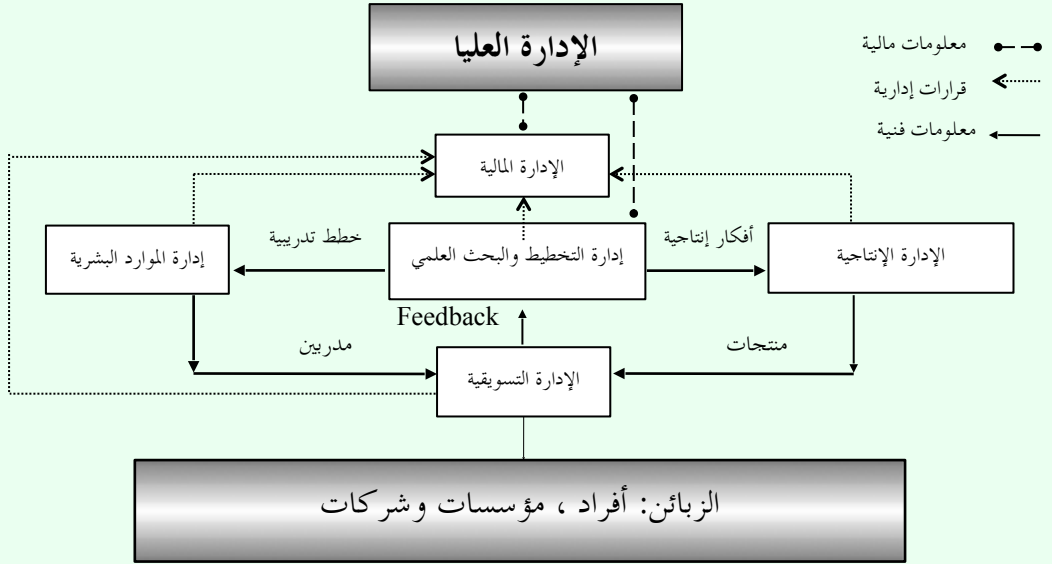 الإدارة العليا
معلومات مالية
قرارات إدارية
معلومات فنية
الإدارة المالية
أفكار إنتاجية
خطط تدريبية
الإدارة الإنتاجية
إدارة التخطيط والبحث العلمي
إدارة الموارد البشرية
Feedback
منتجات
مدربين
الإدارة التسويقية
الزبائن: أفراد ، مؤسسات وشركات